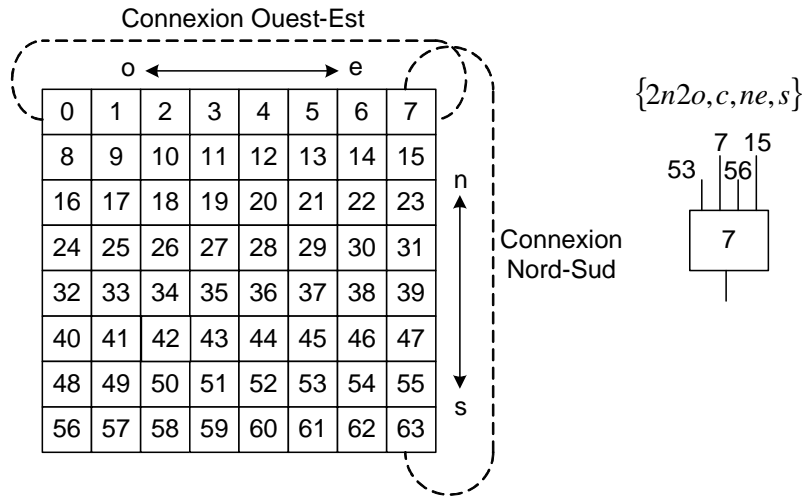 Connexion Ouest-Est
o e
0 1 2 3 4 5 6 7
8 9 10 11 12 13 14 15
16 17 18 19 20 21 22 23
24 25 26 27 28 29 30 31
32 33 34 35 36 37 38 39
40 41 42 43 44 45 46 47
48 49 50 51 52 53 54 55
56 57 58 59 60 61 62 63
n
s
Connexion
Nord-Sud
{2n2o,c,ne,s}
7 15
53 56
7